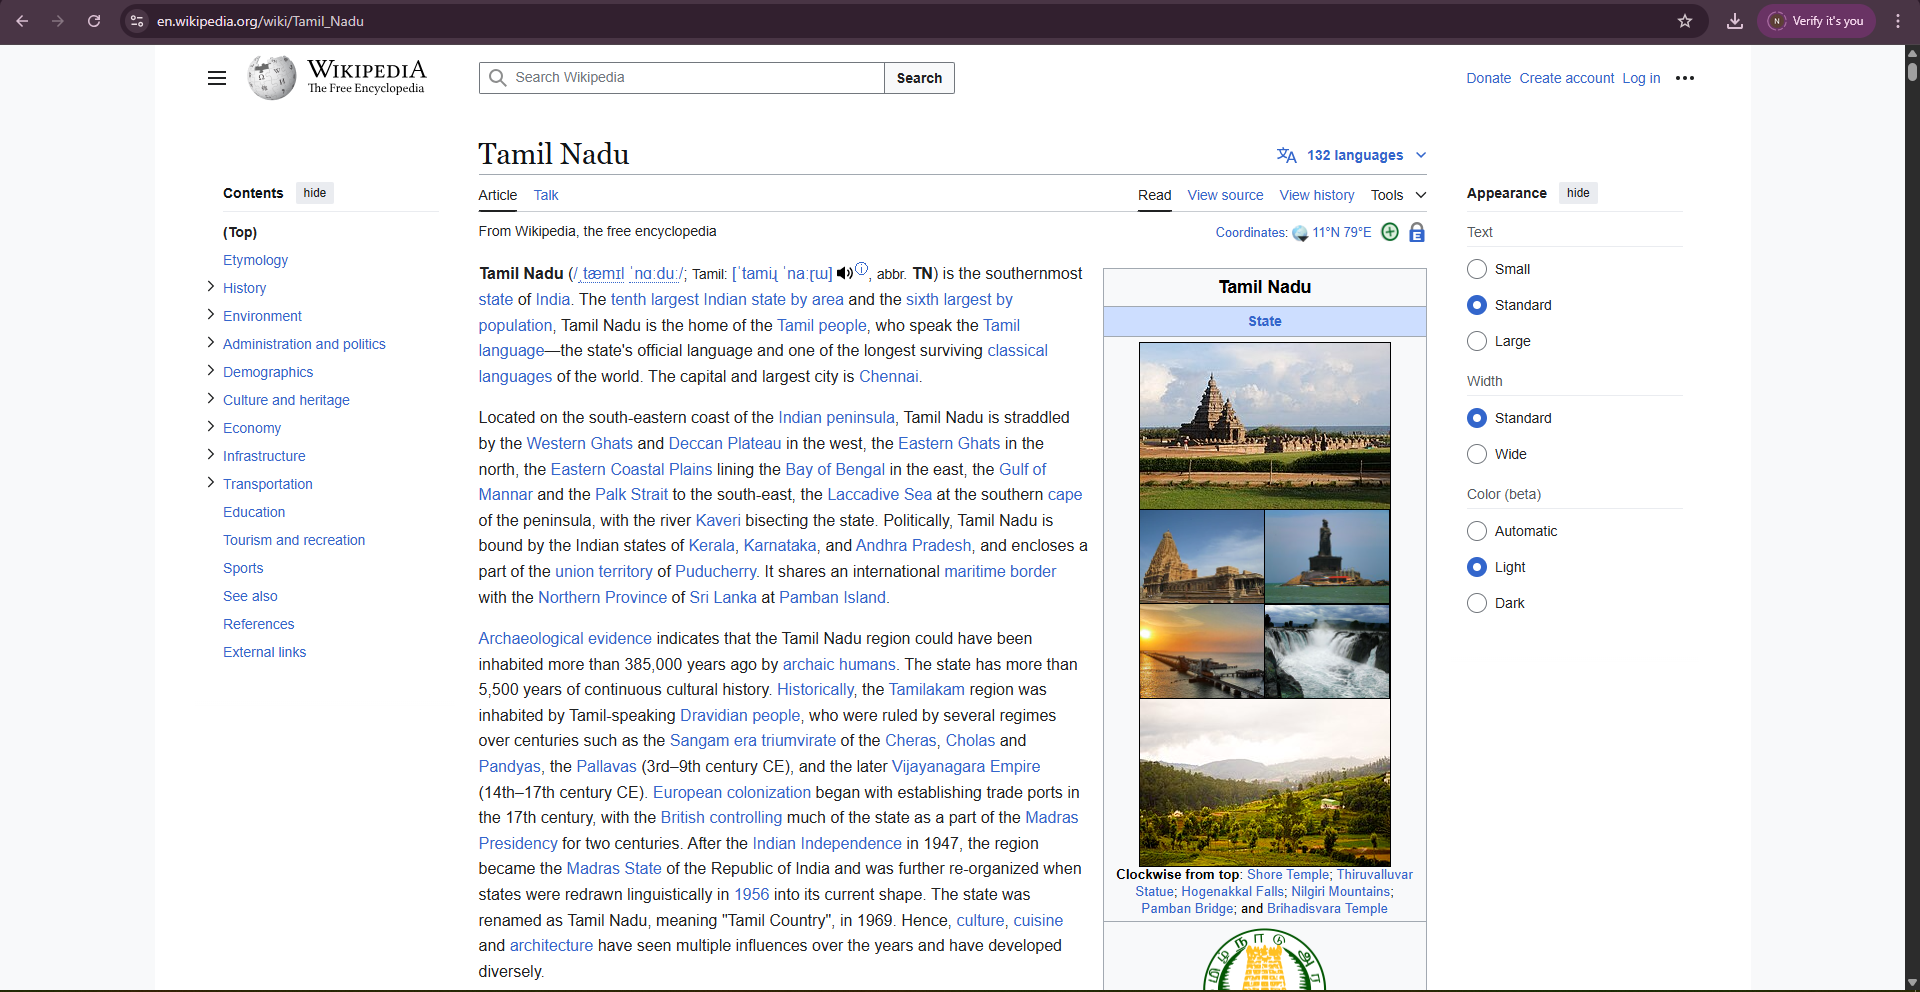 en.wikipedia.org/wiki/Tamil_Nadu
N Verify it's you
WIKIPEDIA
The Free Encyclopedia
Search Wikipedia
Search
Donate Create account Log in
Tamil Nadu
132 languages
Article Talk
Read View source View history Tools
From Wikipedia, the free encyclopedia
Coordinates: 11°N 79°E
E
Contents hide
(Top)
Etymology
History
Environment
Administration and politics
Demographics
Culture and heritage
Economy
Infrastructure
Transportation
Education
Tourism and recreation
Sports
See also
References
External links
Tamil Nadu (/ˌtæmɪl ˈnɑːduː/; Tamil: [ˈtamiɻ ˈnaːɽɯ], abbr. TN) is the southernmost
state of India. The tenth largest Indian state by area and the sixth largest by
population, Tamil Nadu is the home of the Tamil people, who speak the Tamil
language—the state's official language and one of the longest surviving classical
languages of the world. The capital and largest city is Chennai.
Located on the south-eastern coast of the Indian peninsula, Tamil Nadu is straddled
by the Western Ghats and Deccan Plateau in the west, the Eastern Ghats in the
north, the Eastern Coastal Plains lining the Bay of Bengal in the east, the Gulf of
Mannar and the Palk Strait to the south-east, the Laccadive Sea at the southern cape
of the peninsula, with the river Kaveri bisecting the state. Politically, Tamil Nadu is
bound by the Indian states of Kerala, Karnataka, and Andhra Pradesh, and encloses a
part of the union territory of Puducherry. It shares an international maritime border
with the Northern Province of Sri Lanka at Pamban Island.
Archaeological evidence indicates that the Tamil Nadu region could have been
inhabited more than 385,000 years ago by archaic humans. The state has more than
5,500 years of continuous cultural history. Historically, the Tamilakam region was
inhabited by Tamil-speaking Dravidian people, who were ruled by several regimes
over centuries such as the Sangam era triumvirate of the Cheras, Cholas and
Pandyas, the Pallavas (3rd–9th century CE), and the later Vijayanagara Empire
(14th–17th century CE). European colonization began with establishing trade ports in
the 17th century, with the British controlling much of the state as a part of the Madras
Presidency for two centuries. After the Indian Independence in 1947, the region
became the Madras State of the Republic of India and was further re-organized when
states were redrawn linguistically in 1956 into its current shape. The state was
renamed as Tamil Nadu, meaning "Tamil Country", in 1969. Hence, culture, cuisine
and architecture have seen multiple influences over the years and have developed
diversely.
Tamil Nadu
State
Clockwise from top: Shore Temple; Thiruvalluvar
Statue; Hogenakkal Falls; Nilgiri Mountains;
Pamban Bridge; and Brihadisvara Temple
Appearance hide
Text
Small
Standard
Large
Width
Standard
Wide
Color (beta)
Automatic
Light
Dark